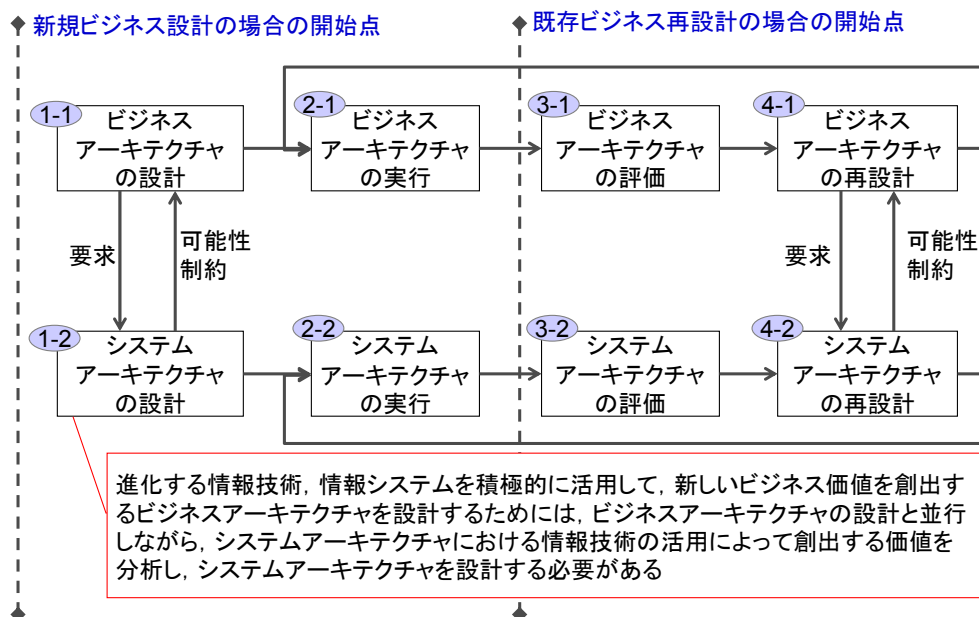 新規ビジネス設計の場合の開始点
既存ビジネス再設計の場合の開始点
1-1
ビジネス
アーキテクチャ
の設計
2-1
ビジネス
アーキテクチャ
の実行
3-1
ビジネス
アーキテクチャ
の評価
4-1
ビジネス
アーキテクチャ
の再設計
要求
可能性
制約
要求
可能性
制約
1-2
システム
アーキテクチャ
の設計
2-2
システム
アーキテクチャ
の実行
3-2
システム
アーキテクチャ
の評価
4-2
システム
アーキテクチャ
の再設計
進化する情報技術, 情報システムを積極的に活用して, 新しいビジネス価値を創出す
るビジネスアーキテクチャを設計するためには, ビジネスアーキテクチャの設計と並行
しながら, システムアーキテクチャにおける情報技術の活用によって創出する価値を
分析し, システムアーキテクチャを設計する必要がある